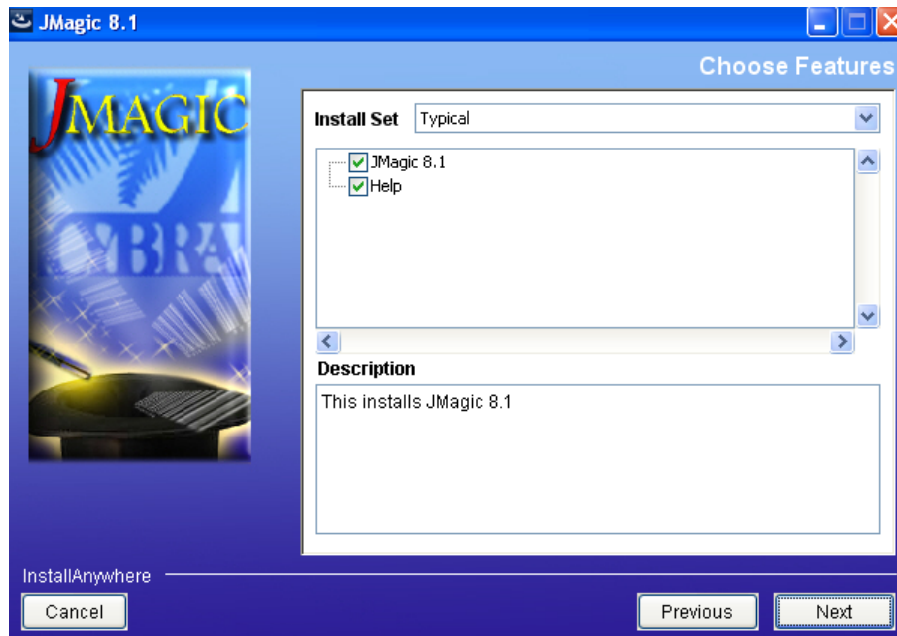 JMagic 8.1
Choose Features
JMAGIC
YBRA
Install Set Typical
JMagic 8.1
Help
Description
This installs JMagic 8.1
InstallAnywhere
Cancel Previous Next